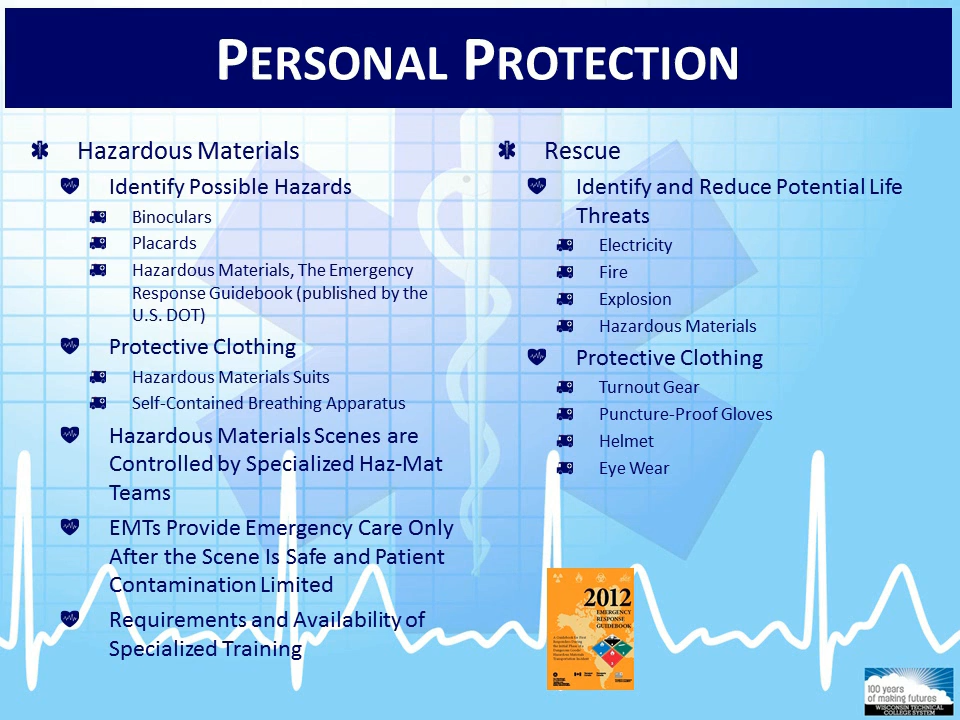 PERSONAL PROTECTION
Hazardous Materials
Identify Possible Hazards
Binoculars
Placards
Hazardous Materials, The Emergency
Response Guidebook (published by the
U.S. DOT)
Protective Clothing
Hazardous Materials Suits
Self-Contained Breathing Apparatus
Hazardous Materials Scenes are
Controlled by Specialized Haz-Mat
Teams
EMTs Provide Emergency Care Only
After the Scene Is Safe and Patient
Contamination Limited
Requirements and Availability of
Specialized Training
Rescue
Identify and Reduce Potential Life
Threats
Electricity
Fire
Explosion
Hazardous Materials
Protective Clothing
Turnout Gear
Puncture-Proof Gloves
Helmet
Eye Wear
2012
EMERGENCY
RESPONSE
GUIDEBOOK
100 years
of making futures
WISCONSIN TECHNICAL
COLLEGE SYSTEM